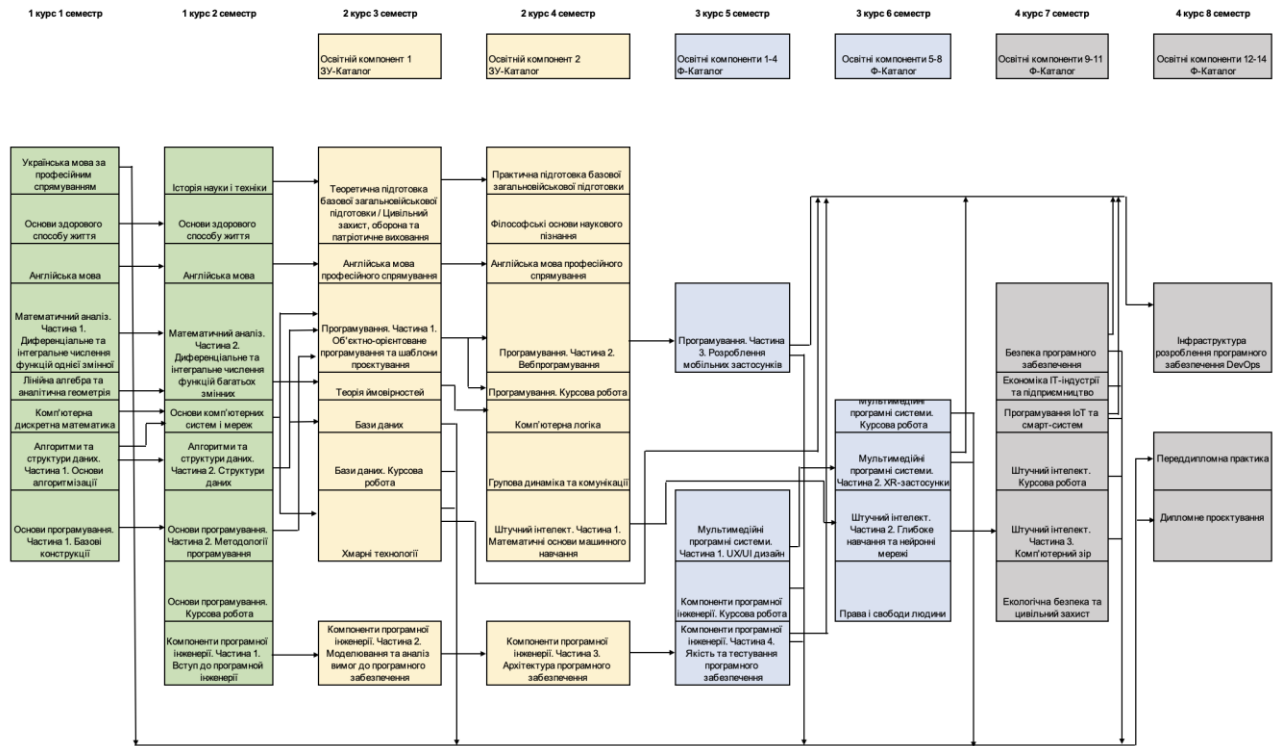 1 курс 1 семестр
1 курс 2 семестр
2 курс 3 семестр
2 курс 4 семестр
3 курс 5 семестр
3 курс 6 семестр
4 курс 7 семестр
4 курс 8 семестр
Освітній компонент 1
ЗУ-Каталог
Освітній компонент 2
ЗУ-Каталог
Освітні компоненти 1-4
Ф-Каталог
Освітні компоненти 5-8
Ф-Каталог
Освітні компоненти 9-11
Ф-Каталог
Освітні компоненти 12-14
Ф-Каталог
Українська мова за
професійним
спрямуванням
Основи здорового
способу життя
Англійська мова
Математичний аналіз.
Частина 1.
Диференціальне та
інтегральне числення
функцій однієї змінної
Лінійна алгебра та
аналітична геометрія
Комп'ютерна
дискретна математика
Алгоритми та
структури даних.
Частина 1. Основи
алгоритмізації
Основи програмування.
Частина 1. Базові
конструкції
Історія науки і техніки
Основи здорового
способу життя
Англійська мова
Математичний аналіз.
Частина 2.
Диференціальне та
інтегральне числення
функцій багатьох
змінних
Основи комп'ютерних
систем і мереж
Алгоритми та
структури даних.
Частина 2. Структури
даних
Основи програмування.
Частина 2. Методології
програмування
Основи програмування.
Курсова робота
Компоненти програмної
інженерії. Частина 1.
Вступ до програмної
інженерії
Теоретична підготовка
базової загальновійськової
підготовки / Цивільний
захист, оборона та
патріотичне виховання
Англійська мова
професійного спрямування
Програмування. Частина 1.
Об'єктно-орієнтоване
програмування та шаблони
проєктування
Теорія ймовірностей
Бази даних
Бази даних. Курсова
робота
Хмарні технології
Компоненти програмної
інженерії. Частина 2.
Моделювання та аналіз
вимог до програмного
забезпечення
Практична підготовка базової
загальновійськової підготовки
Філософські основи наукового
пізнання
Англійська мова професійного
спрямування
Програмування. Частина 2.
Вебпрограмування
Програмування. Курсова робота
Комп'ютерна логіка
Групова динаміка та комунікації
Штучний інтелект. Частина 1.
Математичні основи машинного
навчання
Компоненти програмної
інженерії. Частина 3.
Архітектура програмного
забезпечення
Програмування. Частина
3. Розроблення
мобільних застосунків
Мультимедійні
програмні системи.
Частина 1. UX/UI дизайн
Компоненти програмної
інженерії. Курсова робота
Компоненти програмної
інженерії. Частина 4.
Якість та тестування
програмного
забезпечення
Мультимедійні
програмні системи.
Курсова робота
Мультимедійні
програмні системи.
Частина 2. XR-застосунки
Штучний інтелект.
Частина 2. Глибоке
навчання та нейронні
мережі
Права і свободи людини
Безпека програмного
забезпечення
Економіка ІТ-індустрії
та підприємництво
Програмування IoT та
смарт-систем
Штучний інтелект.
Курсова робота
Штучний інтелект.
Частина 3.
Комп'ютерний зір
Екологічна безпека та
цивільний захист
Інфраструктура
розроблення програмного
забезпечення DevOps
Переддипломна практика
Дипломне проєктування